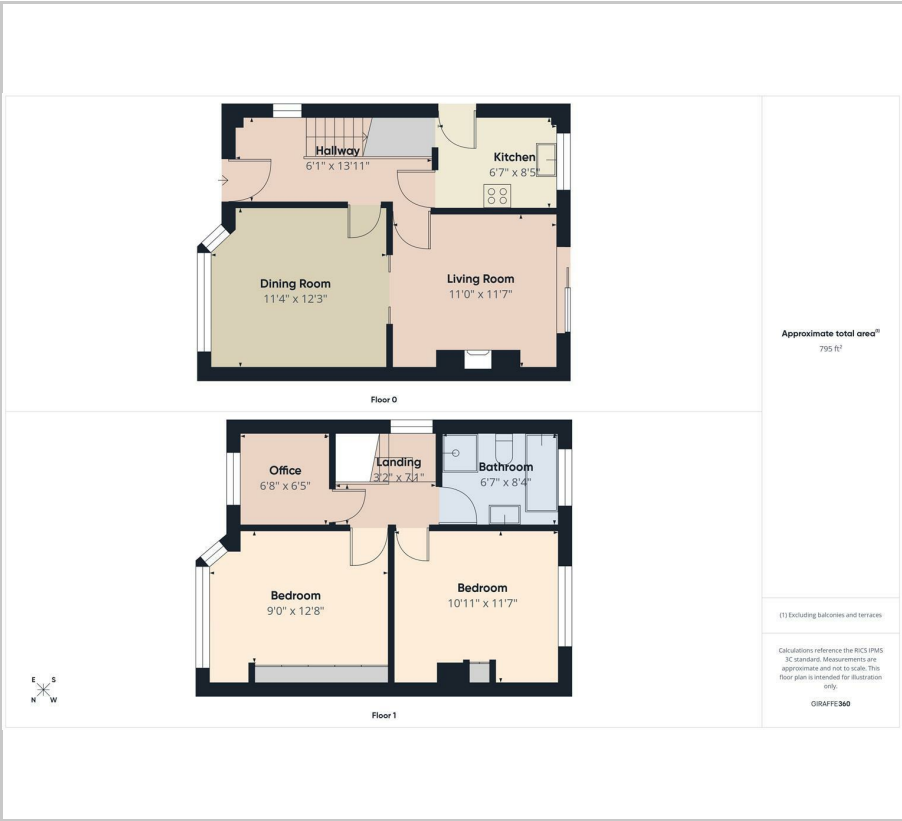 Hallway
6'1" x 13'11"
Kitchen
6'7" x 8'5"
Dining Room
11'4" x 12'3"
Living Room
11'0" x 11'7"
Floor 0
Approximate total area(1)
795 ft²
Office
6'8" x 6'5"
Landing
3'2" x 7'1"
Bathroom
6'7" x 8'4"
Bedroom
9'0" x 12'8"
Bedroom
10'11" x 11'7"
Floor 1
E S
N W
(1) Excluding balconies and terraces
Calculations reference the RICS IPMS
3C standard. Measurements are
approximate and not to scale. This
floor plan is intended for illustration
only.
GIRAFFE360